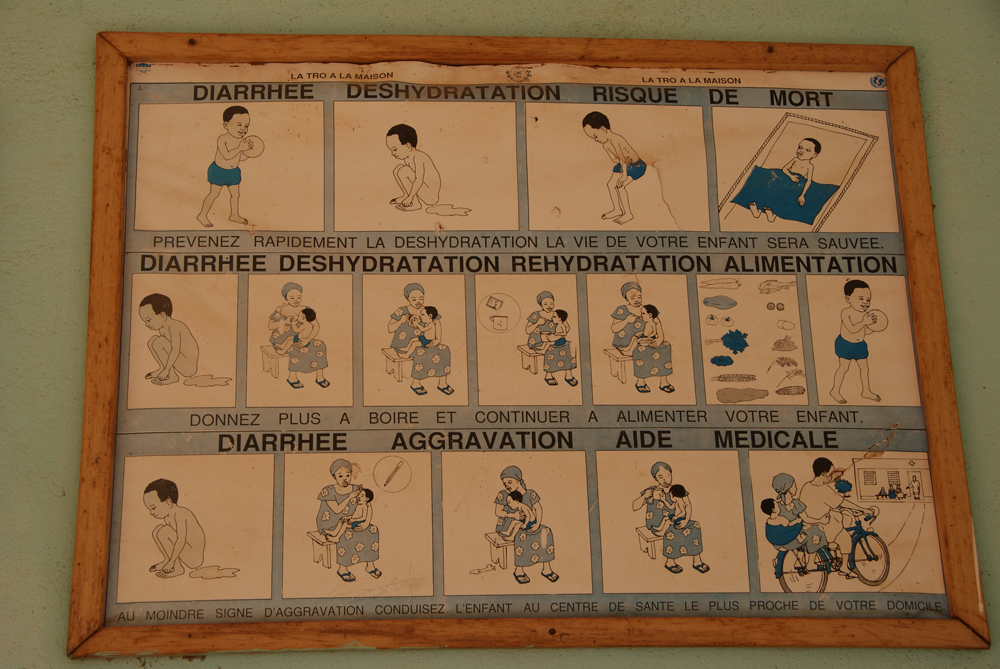 LA TRO A LA MAISON LA TRO A LA MAISON
DIARRHEE DESHYDRATATION RISQUE DE MORT
PREVENEZ RAPIDEMENT LA DESHYDRATATION LA VIE DE VOTRE ENFANT SERA SAUVEE.
DIARRHEE DESHYDRATATION REHYDRATATION ALIMENTATION
DONNEZ PLUS A BOIRE ET CONTINUER A ALIMENTER VOTRE ENFANT.
DIARRHEE AGGRAVATION AIDE MEDICALE
AU MOINDRE SIGNE D'AGGRAVATION CONDUISEZ L'ENFANT AU CENTRE DE SANTE LE PLUS PROCHE DE VOTRE DOMICILE